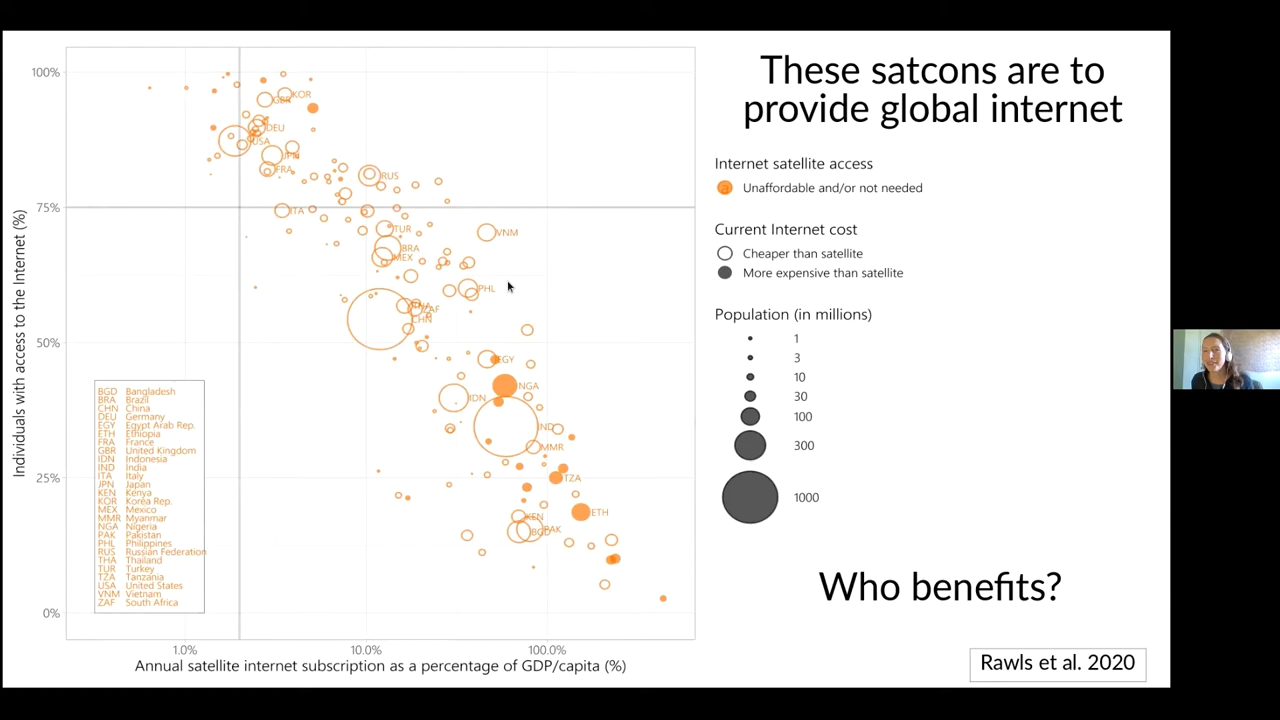 These satcons are to
provide global internet
100%
75%
50%
25%
0%
Individuals with access to the Internet (%)
KOR
GBR
DEU
USA
JPN
FRA
RUS
ITA
TUR
VNM
BRA
MEX
PHL
ZAF
CHN
EGY
NGA
IDN
IND
MMR
TZA
ETH
KEN
PAK
BGD
BGD Bangladesh
BRA Brazil
CHN China
DEU Germany
EGY Egypt Arab Rep.
ETH Ethiopia
FRA France
GBR United Kingdom
IDN Indonesia
IND India
ITA Italy
JPN Japan
KEN Kenya
KOR Korea Rep.
MEX Mexico
MMR Myanmar
NGA Nigeria
PAK Pakistan
PHL Philippines
RUS Russian Federation
THA Thailand
TUR Turkey
TZA Tanzania
USA United States
VNM Vietnam
ZAF South Africa
1.0%
10.0%
100.0%
Annual satellite internet subscription as a percentage of GDP/capita (%)
Internet satellite access
Unaffordable and/or not needed
Current Internet cost
Cheaper than satellite
More expensive than satellite
Population (in millions)
1
3
10
30
100
300
1000
Who benefits?
Rawls et al. 2020